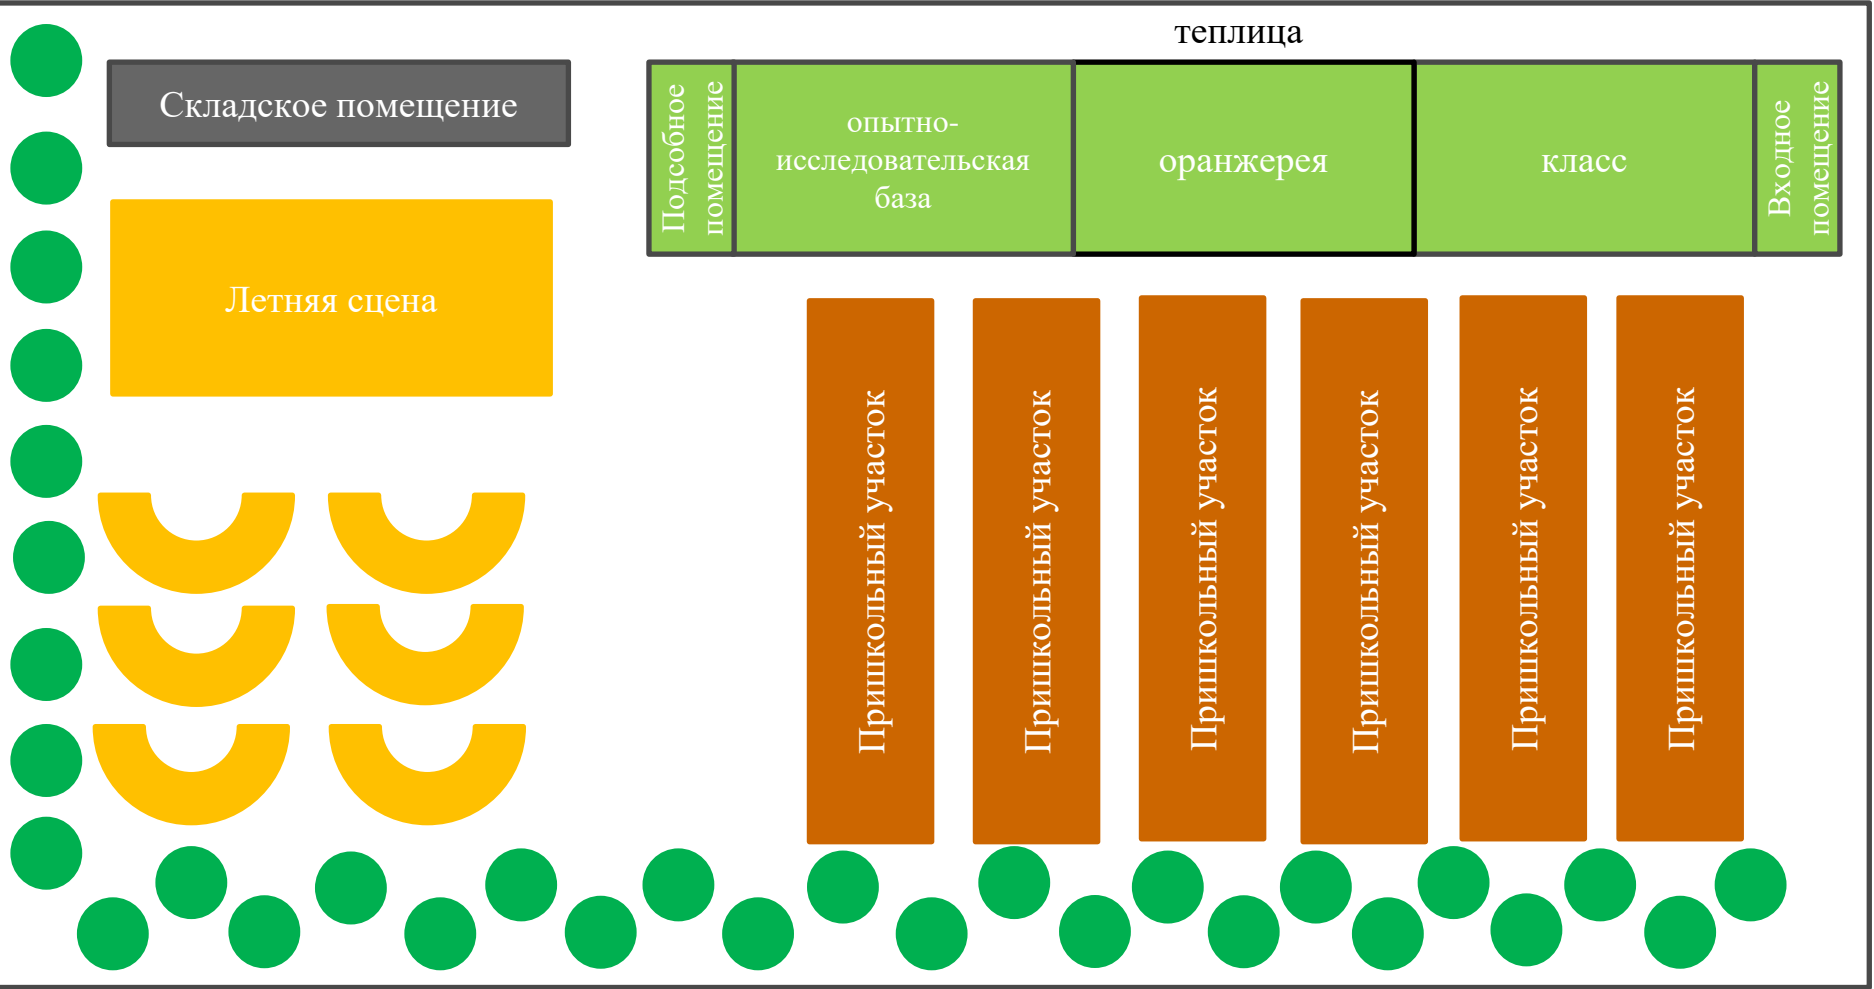 теплица
Складское помещение
Подсобное
помещение
опытно-
исследовательская
база
оранжерея
класс
Входное
помещение
Летняя сцена
Пришкольный участок
Пришкольный участок
Пришкольный участок
Пришкольный участок
Пришкольный участок
Пришкольный участок